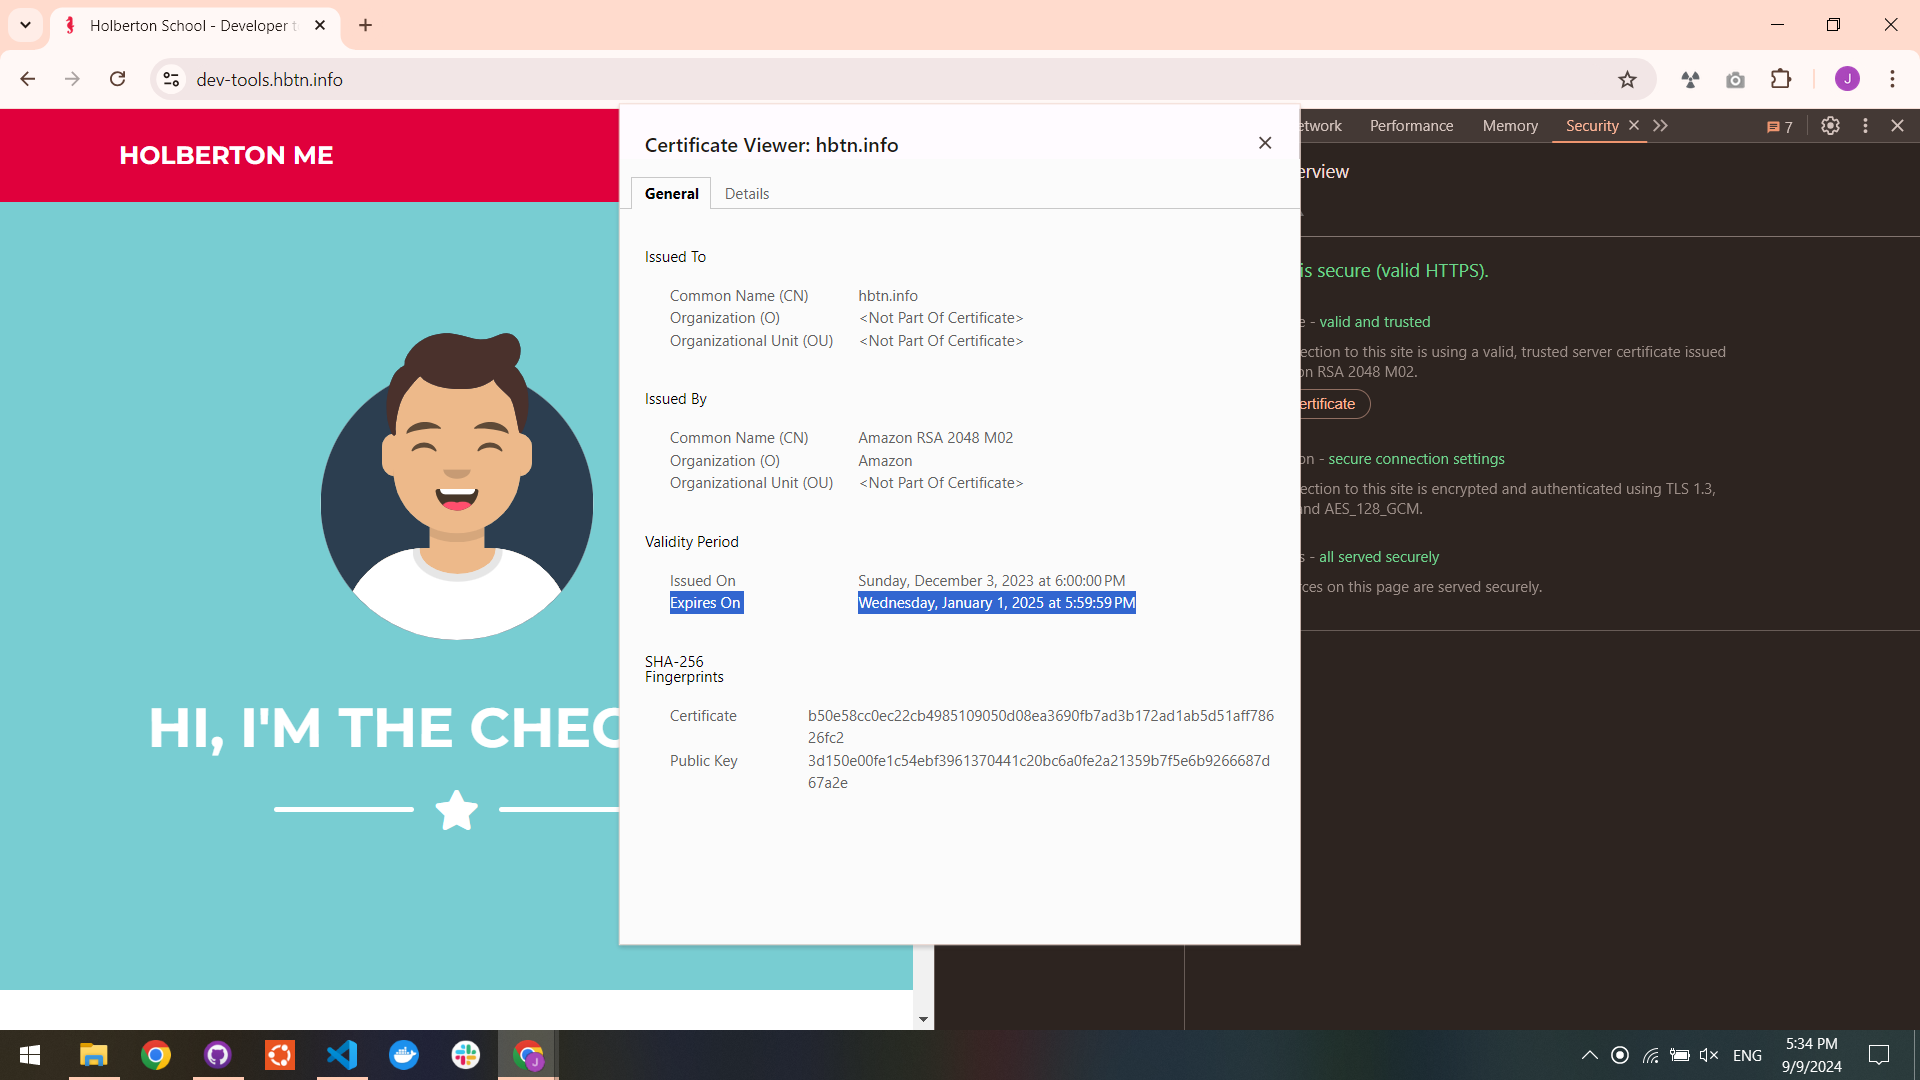 Holberton School - Developer t
dev-tools.hbtn.info
J
HOLBERTON ME
HI, I'M THE CHEC
Certificate Viewer: hbtn.info
General
Details
Issued To
Common Name (CN) hbtn.info
Organization (O) <Not Part Of Certificate>
Organizational Unit (OU) <Not Part Of Certificate>
Issued By
Common Name (CN) Amazon RSA 2048 M02
Organization (O) Amazon
Organizational Unit (OU) <Not Part Of Certificate>
Validity Period
Issued On Sunday, December 3, 2023 at 6:00:00 PM
Expires On Wednesday, January 1, 2025 at 5:59:59 PM
SHA-256
Fingerprints
Certificate b50e58cc0ec22cb4985109050d08ea3690fb7ad3b172ad1ab5d51aff786
26fc2
Public Key 3d150e00fe1c54ebf3961370441c20bc6a0fe2a21359b7f5e6b9266687d
67a2e
etwork Performance Memory Security 7
erview
is secure (valid HTTPS).
e - valid and trusted
ection to this site is using a valid, trusted server certificate issued
on RSA 2048 M02.
ertificate
on - secure connection settings
ection to this site is encrypted and authenticated using TLS 1.3,
nd AES_128_GCM.
s - all served securely
rces on this page are served securely.
J
ENG
5:34 PM
9/9/2024